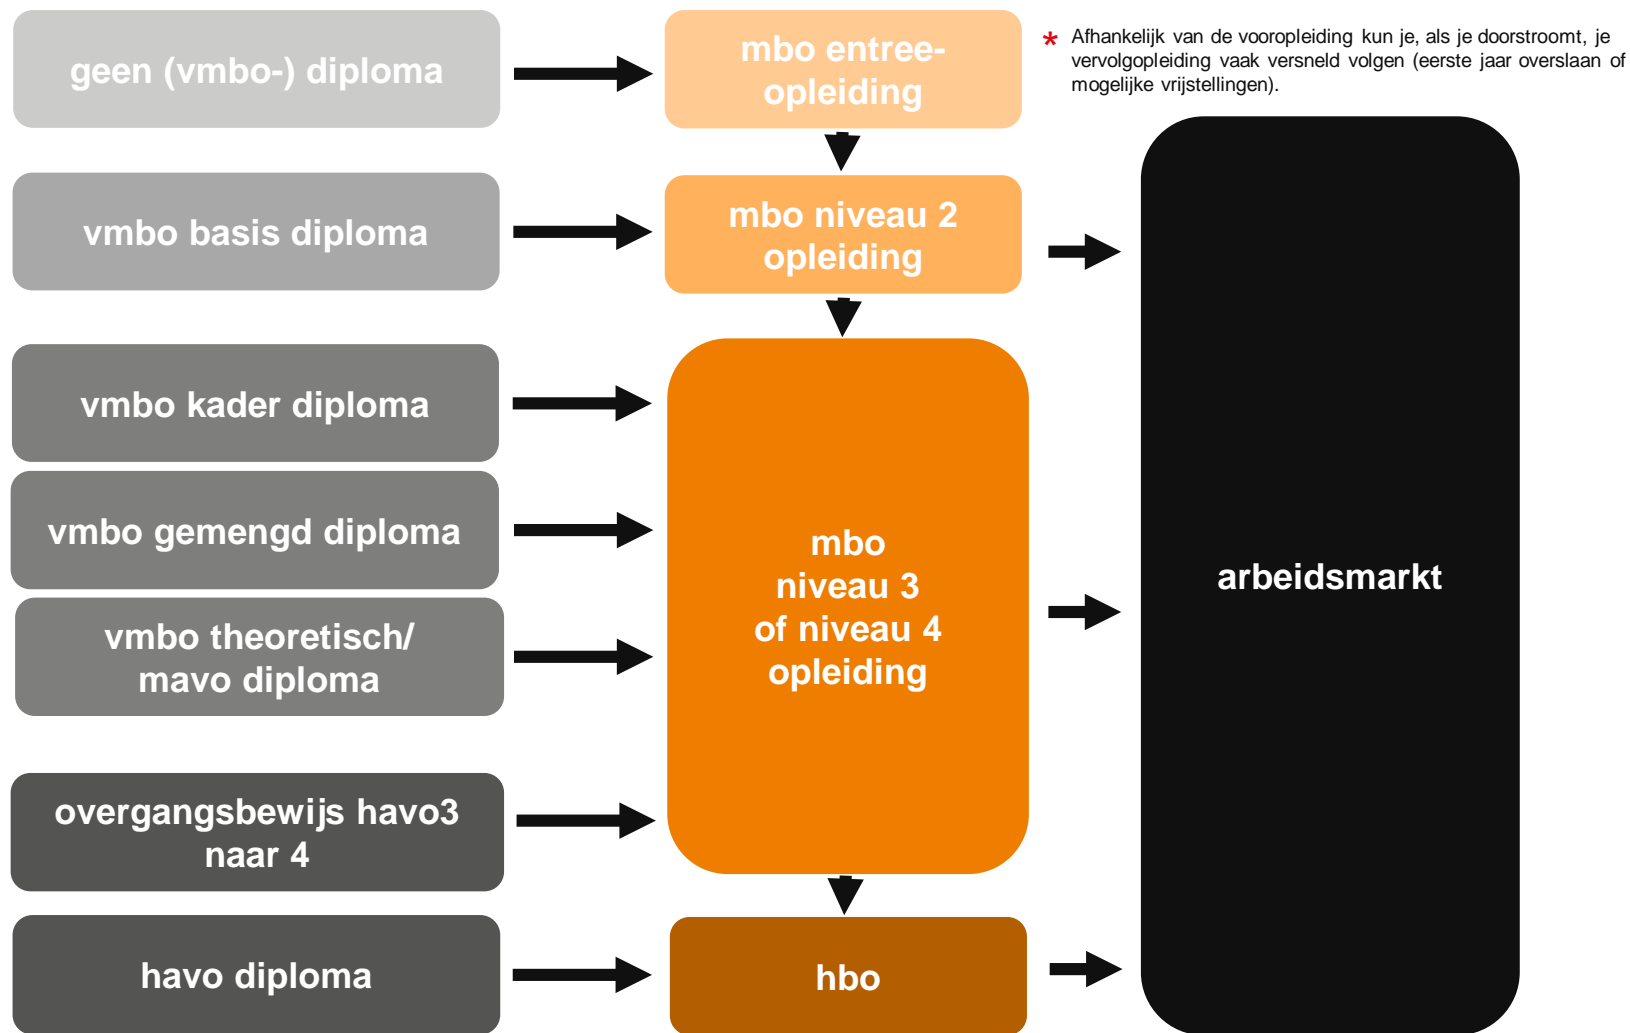 geen (vmbo-) diploma
mbo entree-
opleiding
* Afhankelijk van de vooropleiding kun je, als je doorstroomt, je
vervolgopleiding vaak versneld volgen (eerste jaar overslaan of
mogelijke vrijstellingen).
vmbo basis diploma
mbo niveau 2
opleiding
vmbo kader diploma
vmbo gemengd diploma
vmbo theoretisch/
mavo diploma
overgangsbewijs havo3
naar 4
mbo
niveau 3
of niveau 4
opleiding
arbeidsmarkt
havo diploma
hbo